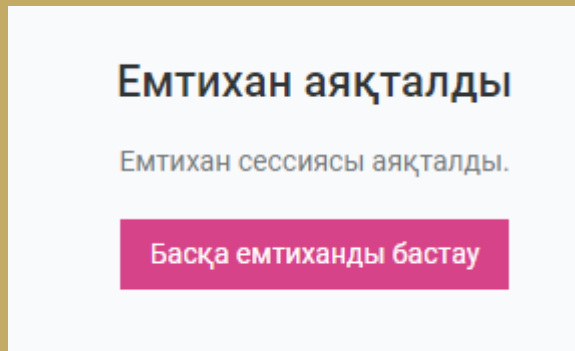 Емтихан аяқталды
Емтихан сессиясы аяқталды.
Басқа емтиханды бастау